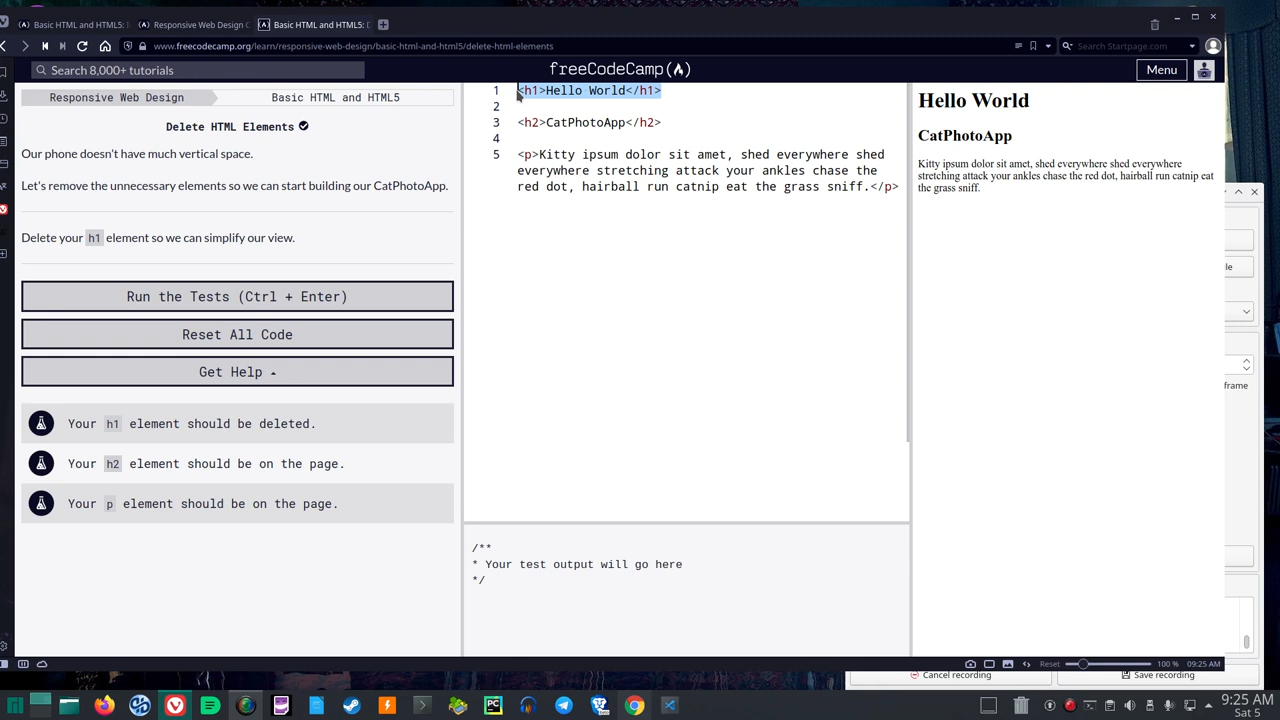 Basic HTML and HTML5:
Responsive Web Design
Basic HTML and HTML5: D
www.freecodecamp.org/learn/responsive-web-design/basic-html-and-html5/delete-html-elements
Search Startpage.com
Search 8,000+ tutorials
freeCodeCamp
Menu
Responsive Web Design
Basic HTML and HTML5
Delete HTML Elements
Our phone doesn't have much vertical space.
Let's remove the unnecessary elements so we can start building our CatPhotoApp.
Delete your h1 element so we can simplify our view.
Run the Tests (Ctrl + Enter)
Reset All Code
Get Help
Your h1 element should be deleted.
Your h2 element should be on the page.
Your p element should be on the page.
1 <h1>Hello World</h1>
2
3 <h2>CatPhotoApp</h2>
4
5 <p>Kitty ipsum dolor sit amet, shed everywhere shed
everywhere stretching attack your ankles chase the
red dot, hairball run catnip eat the grass sniff.</p>
/**
* Your test output will go here
*/
Hello World
CatPhotoApp
Kitty ipsum dolor sit amet, shed everywhere shed everywhere
stretching attack your ankles chase the red dot, hairball run catnip eat
the grass sniff.
le
frame
Reset
100 %
09:25 AM
Cancel recording
Save recording
9:25 AM
Sat 5